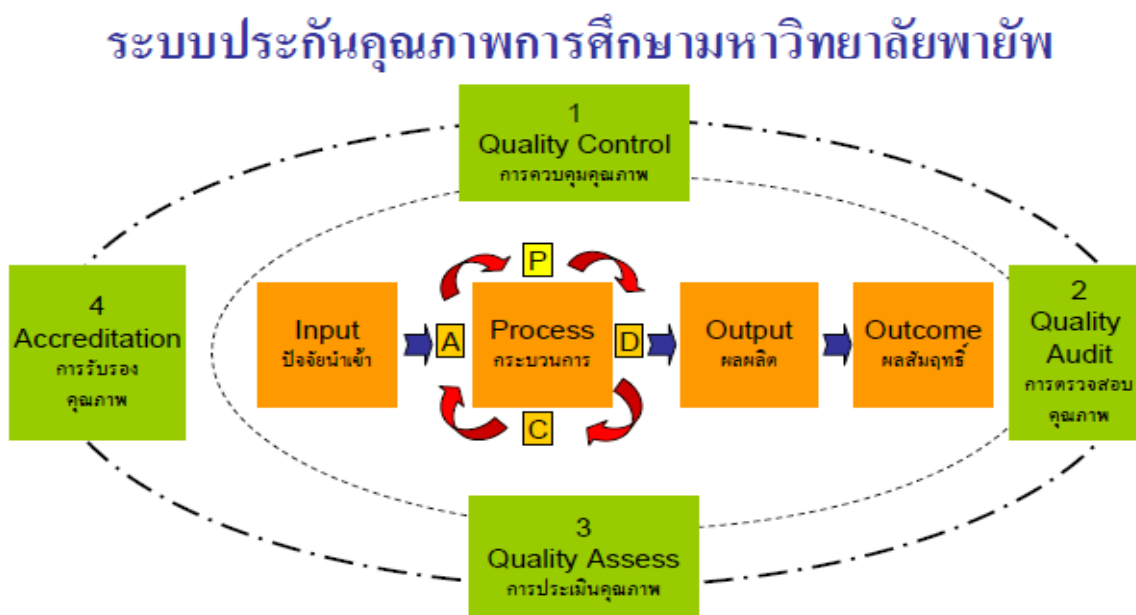 ระบบประกันคุณภาพการศึกษามหาวิทยาลัยพายัพ
1
Quality Control
การควบคุมคุณภาพ
4
Accreditation
การรับรอง
คุณภาพ
Input
ปัจจัยนำเข้า
A
P
Process
กระบวนการ
D
C
Output
ผลผลิต
Outcome
ผลสัมฤทธิ์
2
Quality
Audit
การตรวจสอบ
คุณภาพ
3
Quality Assess
การประเมินคุณภาพ